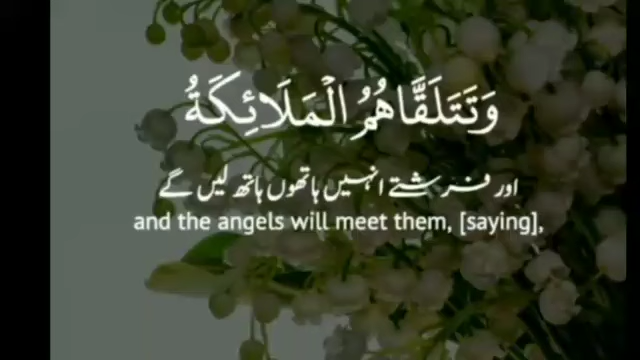 وَتَتَلَقَّاهُمُ الْمَلَائِكَةُ
اور فرشتے انہیں ہاتھوں ہاتھ لیں گے
and the angels will meet them, [saying],